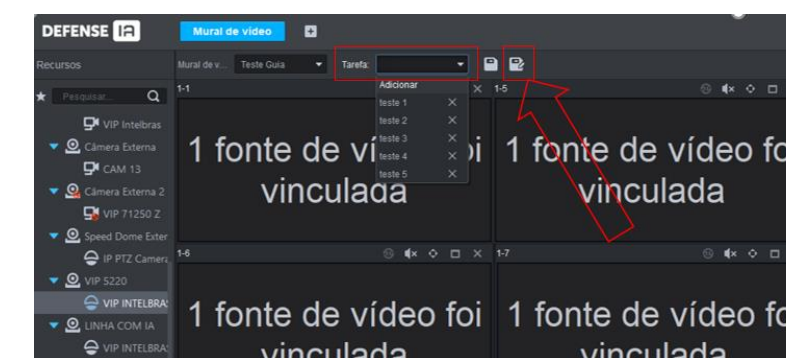 DEFENSE IA
Mural de vídeo
Recursos
Mural de v... Teste Guia Tarefa:
Pesquisar...
Adicionar
teste 1
teste 2
teste 3
teste 4
teste 5
VIP Intelbras
Câmera Externa
CAM 13
Câmera Externa 2
VIP 71250 Z
Speed Dome Exter
IP PTZ Camera
VIP 5220
VIP INTELBRA
LINHA COM IA
VIP INTELBRA
1-1
1 fonte de ví oi
vinculada
1-5
1 fonte de vídeo fo
vinculada
1-6
1 fonte de vídeo foi
vinculada
1-7
1 fonte de vídeo fo
vinculada